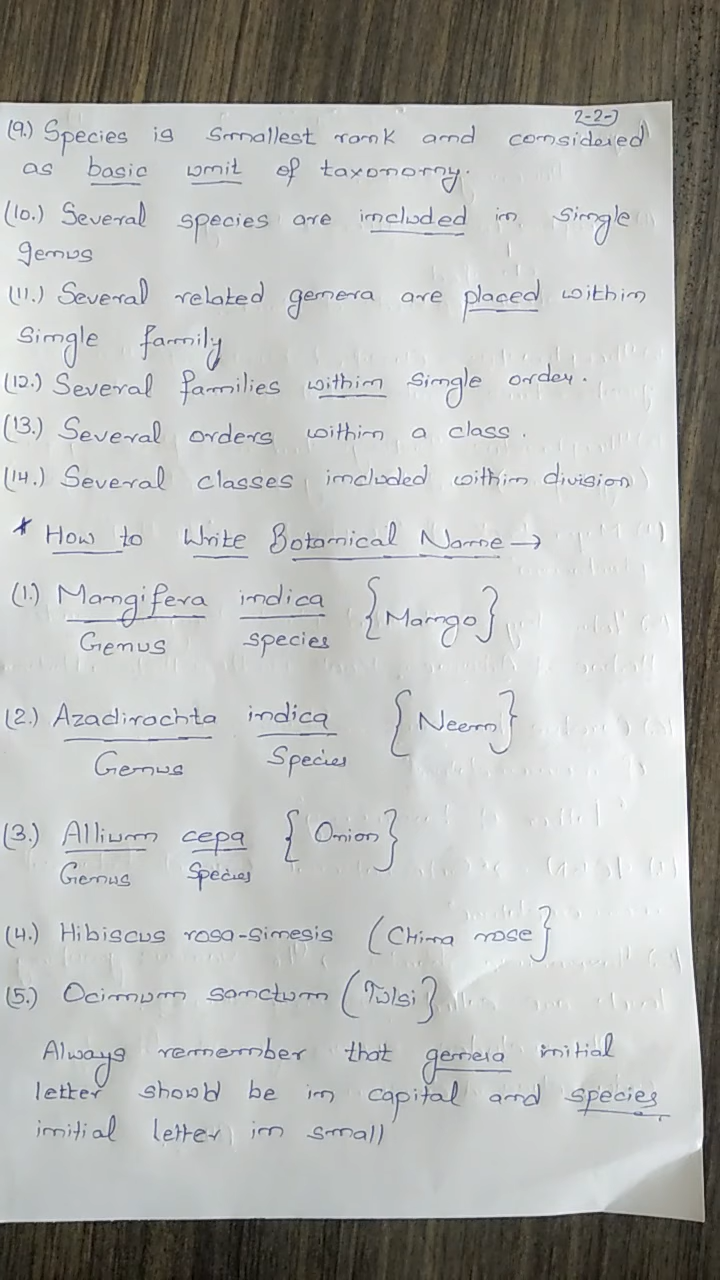 2-2-)
(9.) Species is smallest rank and considered
as basic unit of taxonomy.
(10.) Several species are included in single
genus
(11.) Several related genera are placed within
single family
(12.) Several families within single order.
(13.) Several orders within a class.
(14.) Several classes included within division
* How to Write Botanical Name →
(1.) Mangifera indica {Mango}
Genus species
(2.) Azadirachta indica {Neem}
Genus Species
(3.) Allium cepa {Onion}
Genus Species
(4.) Hibiscus rosa-sinesis (China rose}
(5.) Ocimum sanctum (Tulsi}
Always remember that genera initial
letter should be in capital and species
initial letter in small